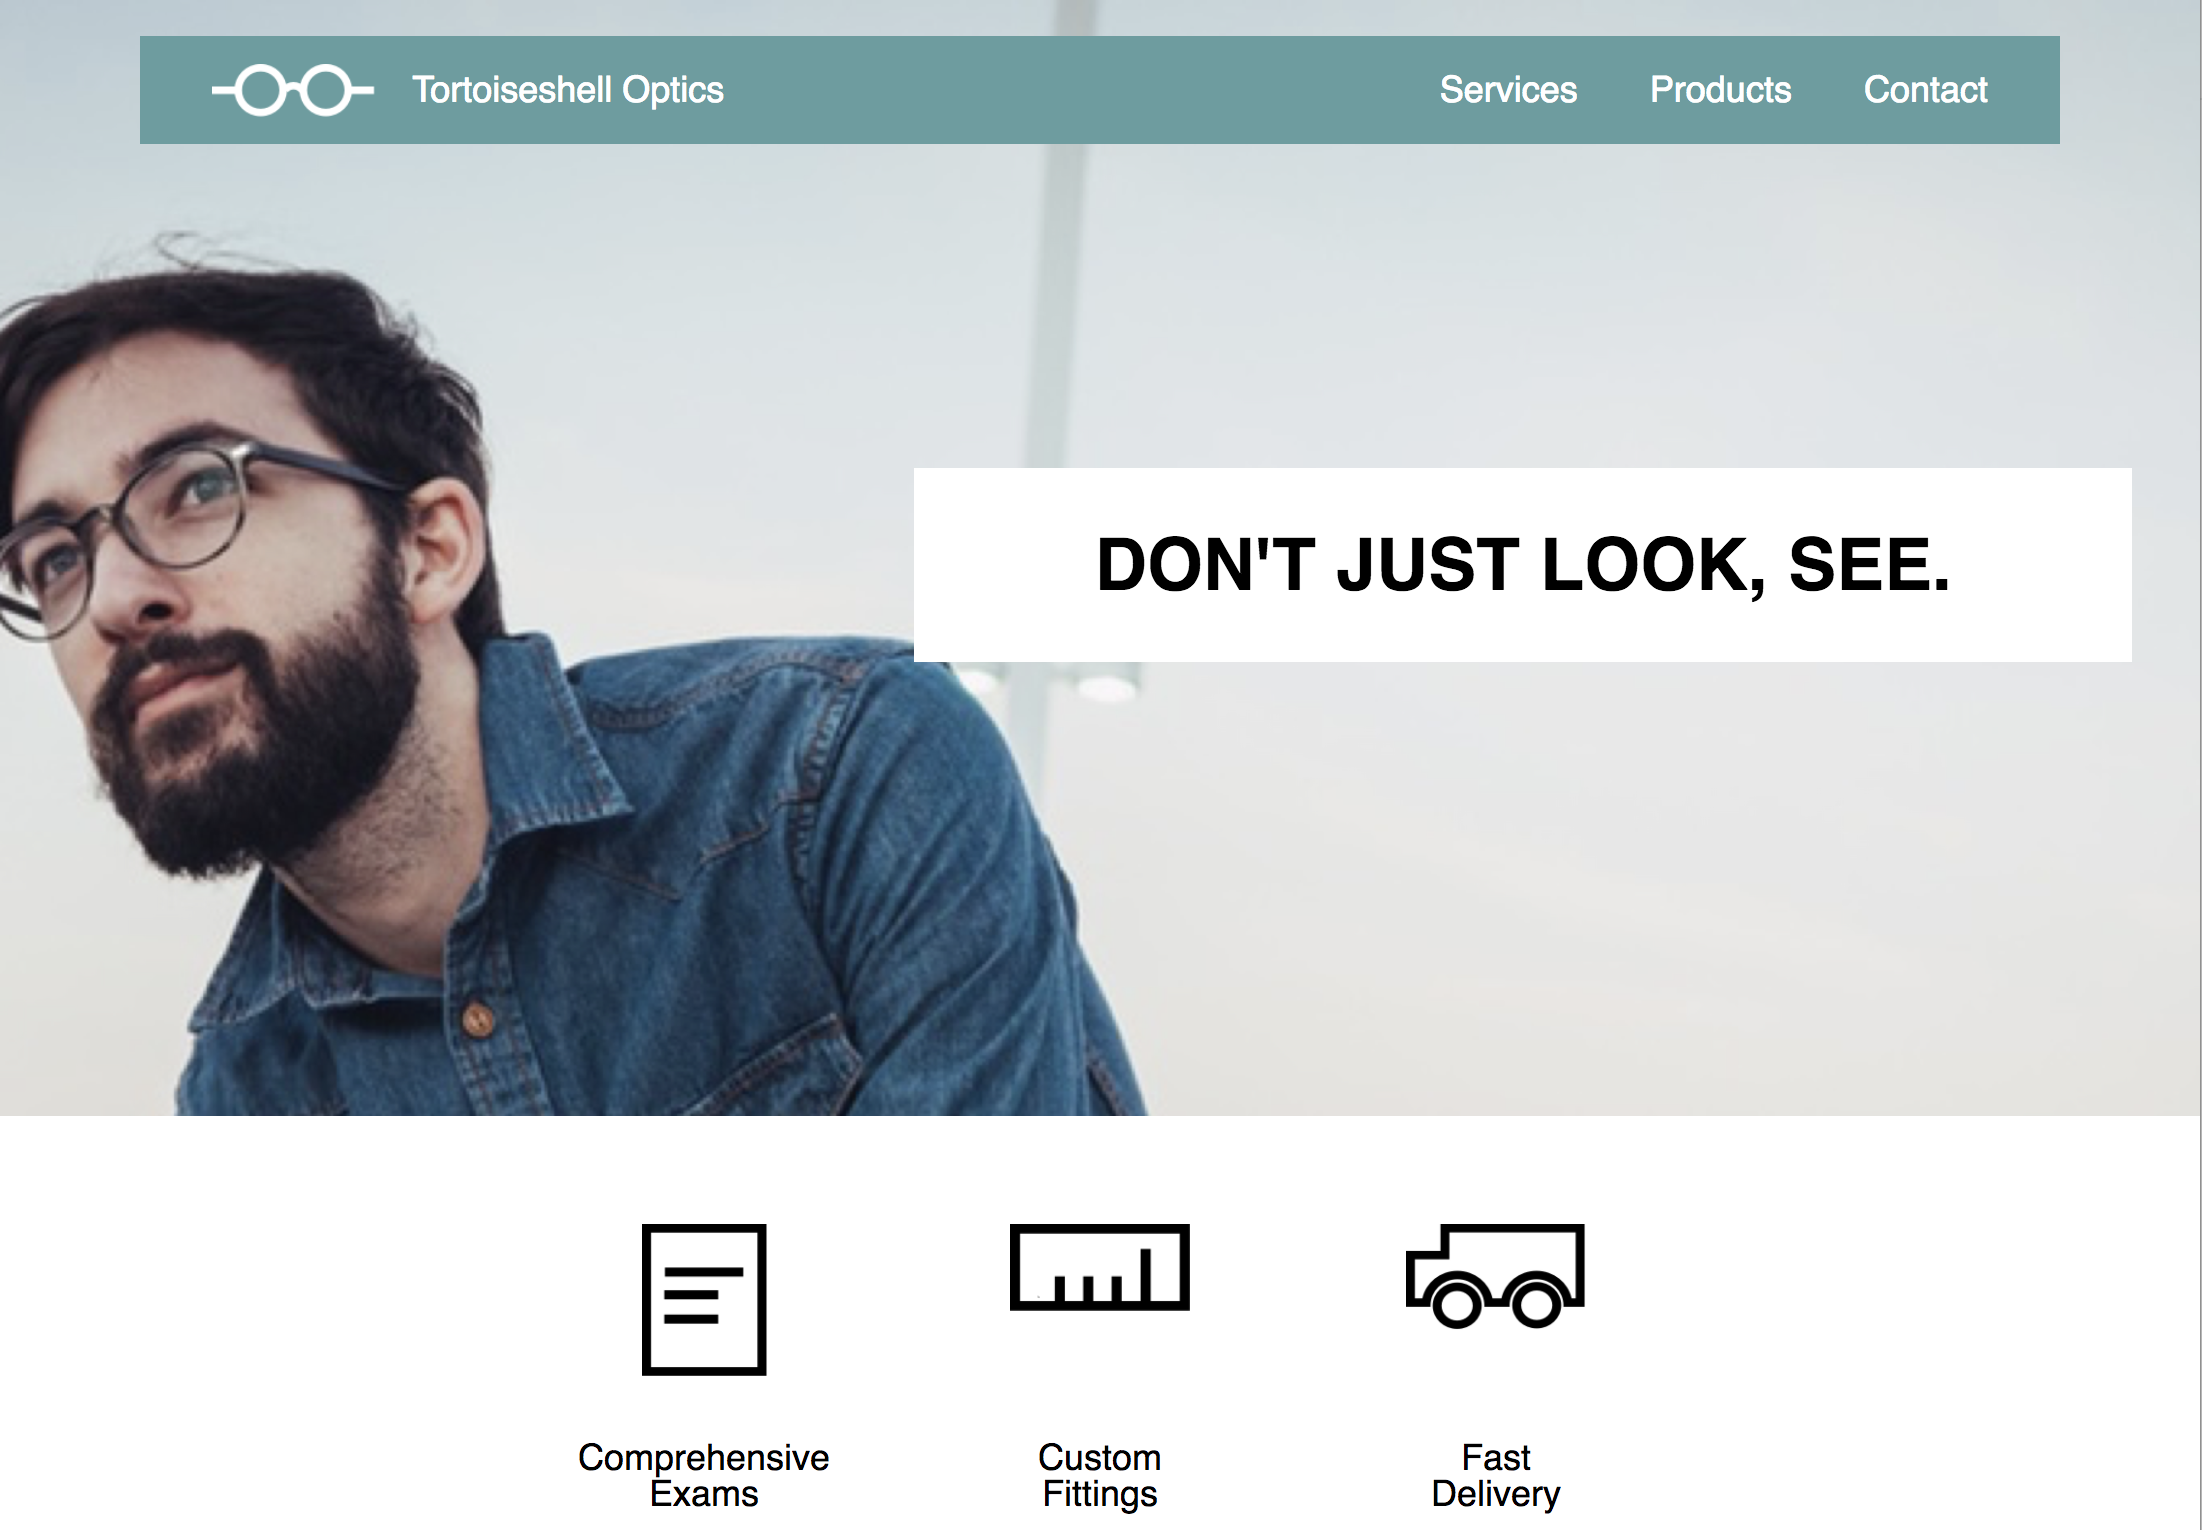 Tortoiseshell Optics
Services
Products
Contact
DON'T JUST LOOK, SEE.
Comprehensive
Exams
Custom
Fittings
Fast
Delivery